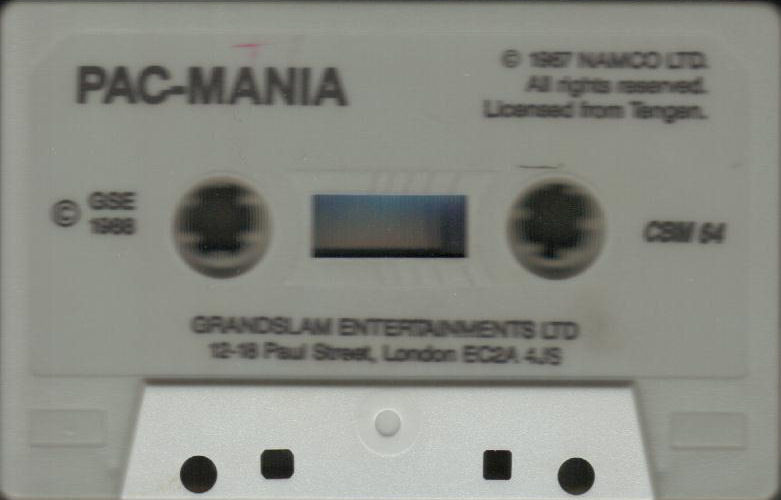 PAC-MANIA
© 1987 NAMCO LTD.
All rights reserved.
Licensed from Tengen.
© GSE
1988
CBM 64
GRANDSLAM ENTERTAINMENTS LTD
12-18 Paul Street, London EC2A 4JS